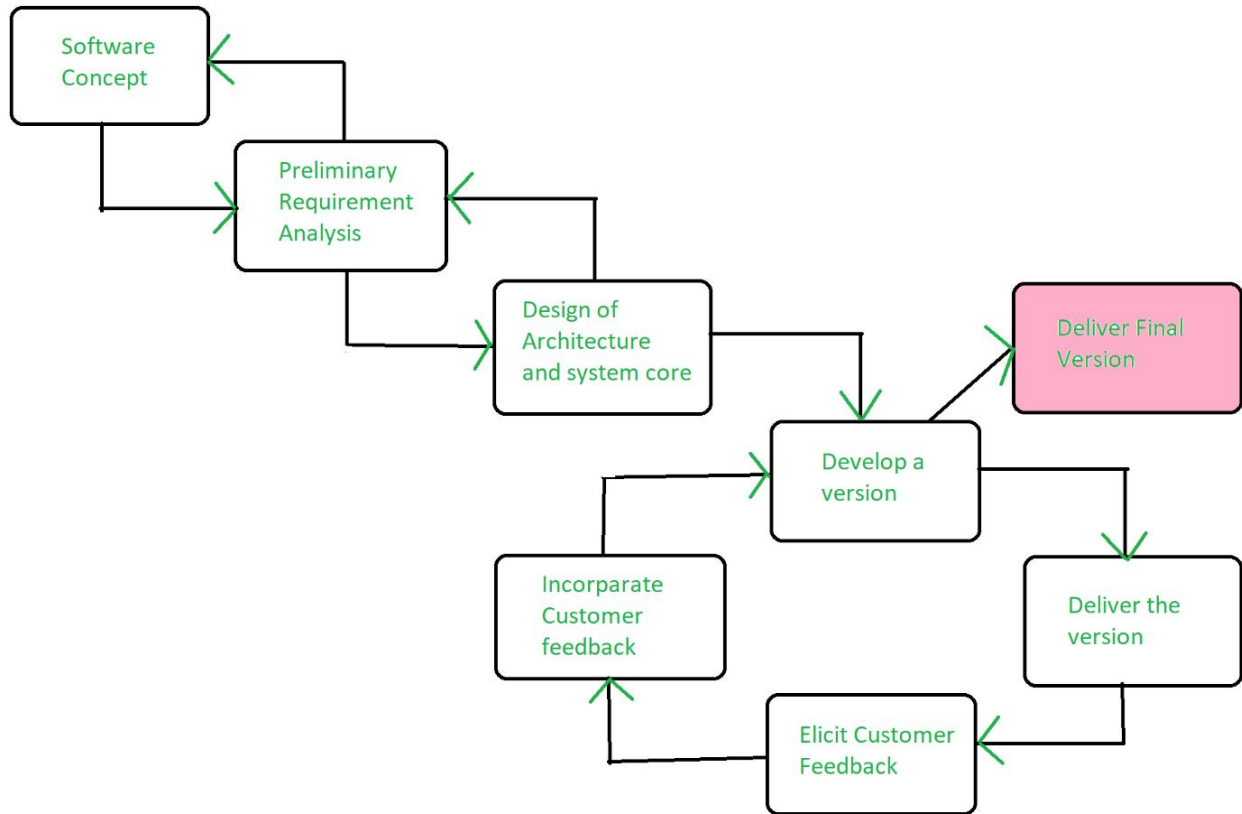 Software
Concept
Preliminary
Requirement
Analysis
Design of
Architecture
and system core
Deliver Final
Version
Develop a
version
Incorparate
Customer
feedback
Deliver the
version
Elicit Customer
Feedback